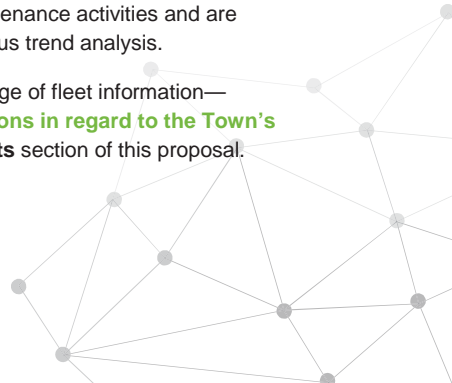 enance activities and are
us trend analysis.
ge of fleet information—
ons in regard to the Town's
ts section of this proposal.